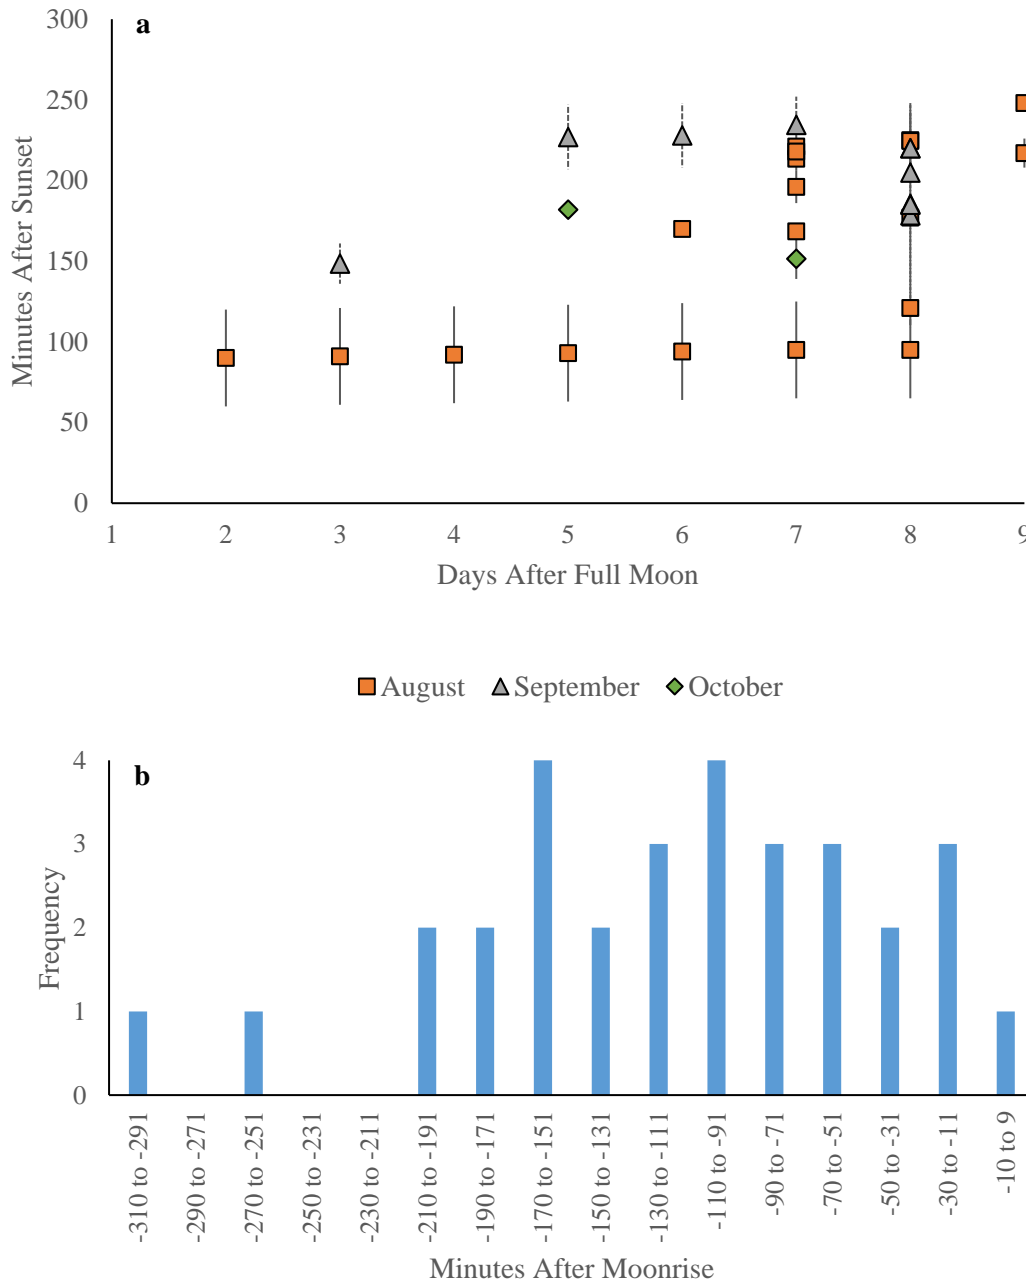 a
300
250
200
150
100
50
0
Minutes After Sunset
1 2 3 4 5 6 7 8 9
Days After Full Moon
August September October
b
4
3
2
1
0
Frequency
-310 to -291
-290 to -271
-270 to -251
-250 to -231
-230 to -211
-210 to -191
-190 to -171
-170 to -151
-150 to -131
-130 to -111
-110 to -91
-90 to -71
-70 to -51
-50 to -31
-30 to -11
-10 to 9
Minutes After Moonrise